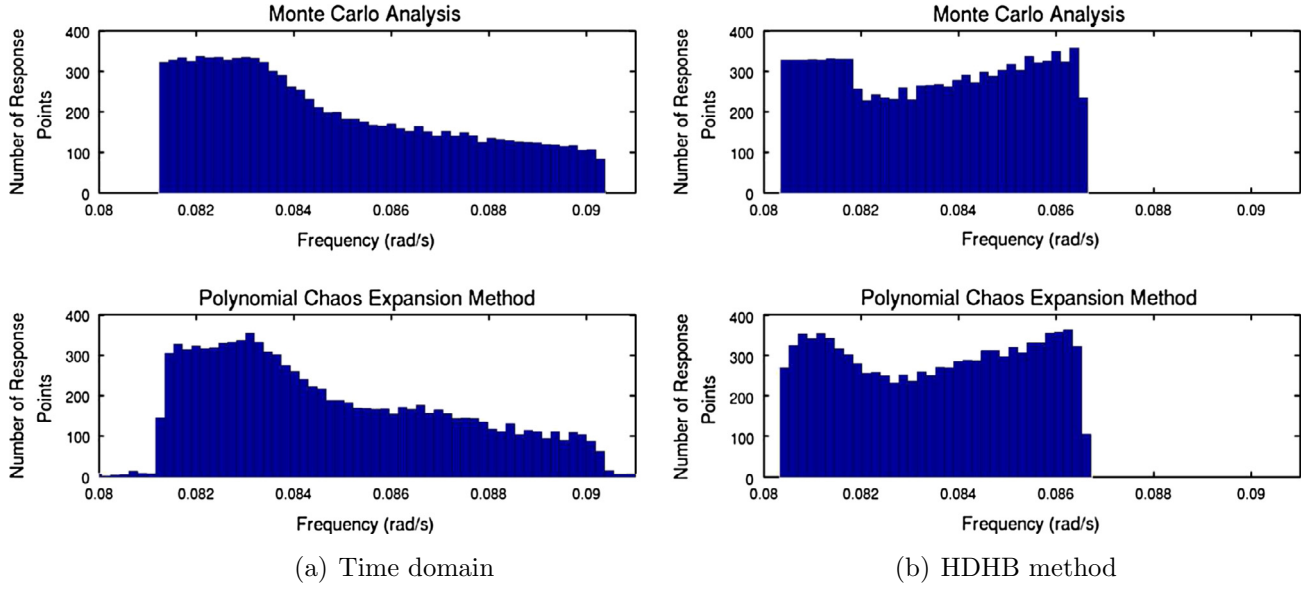 Monte Carlo Analysis
Number of Response
Points
400
300
200
100
0
0.08
0.082
0.084
0.086
0.088
0.09
Frequency (rad/s)
Polynomial Chaos Expansion Method
Number of Response
Points
400
300
200
100
0
0.08
0.082
0.084
0.086
0.088
0.09
Frequency (rad/s)
(a) Time domain
Monte Carlo Analysis
Number of Response
Points
400
300
200
100
0
0.08
0.082
0.084
0.086
0.088
0.09
Frequency (rad/s)
Polynomial Chaos Expansion Method
Number of Response
Points
400
300
200
100
0
0.08
0.082
0.084
0.086
0.088
0.09
Frequency (rad/s)
(b) HDHB method